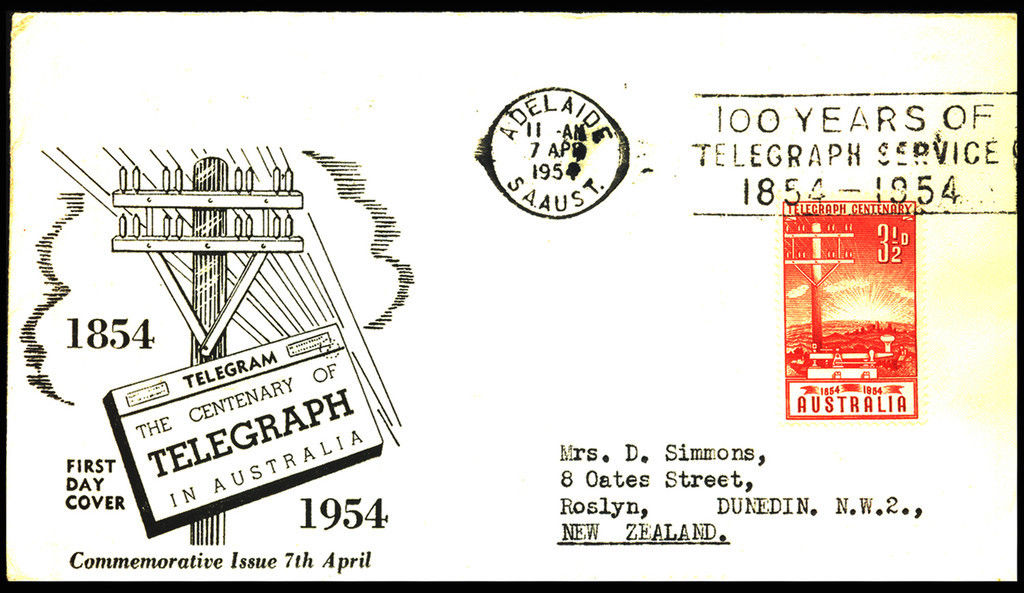 ADELAIDE
11 AM
7 APR
1954
S.AAUST.
100 YEARS OF
TELEGRAPH SERVICE
1854 - 1954
TELEGRAPH CENTENARY
3½D
1854 1954
AUSTRALIA
1854
TELEGRAM
THE CENTENARY OF
TELEGRAPH
IN AUSTRALIA
FIRST
DAY
COVER
1954
Commemorative Issue 7th April
Mrs. D. Simmons,
8 Oates Street,
Roslyn, DUNEDIN. N.W.2.,
NEW ZEALAND.